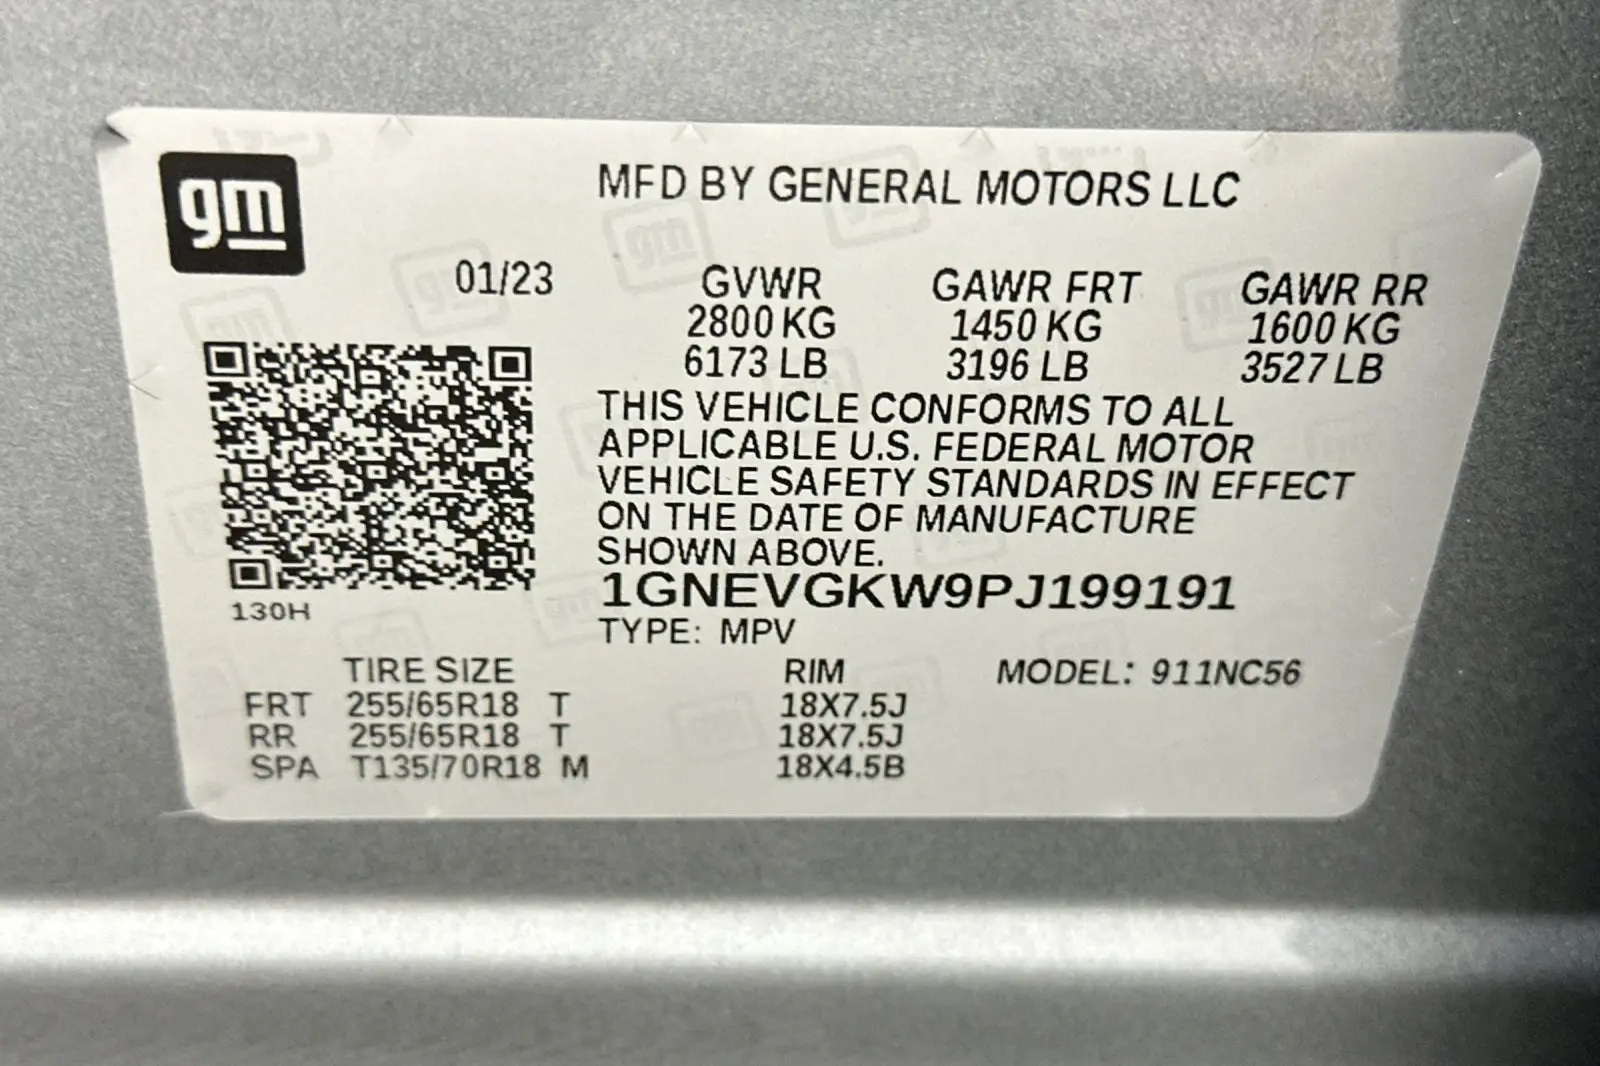 gm
MFD BY GENERAL MOTORS LLC
01/23 GVWR GAWR FRT GAWR RR
2800 KG 1450 KG 1600 KG
6173 LB 3196 LB 3527 LB
THIS VEHICLE CONFORMS TO ALL
APPLICABLE U.S. FEDERAL MOTOR
VEHICLE SAFETY STANDARDS IN EFFECT
ON THE DATE OF MANUFACTURE
SHOWN ABOVE.
1GNEVGKW9PJ199191
130H
TYPE: MPV
TIRE SIZE RIM MODEL: 911NC56
FRT 255/65R18 T 18X7.5J
RR 255/65R18 T 18X7.5J
SPA T135/70R18 M 18X4.5B